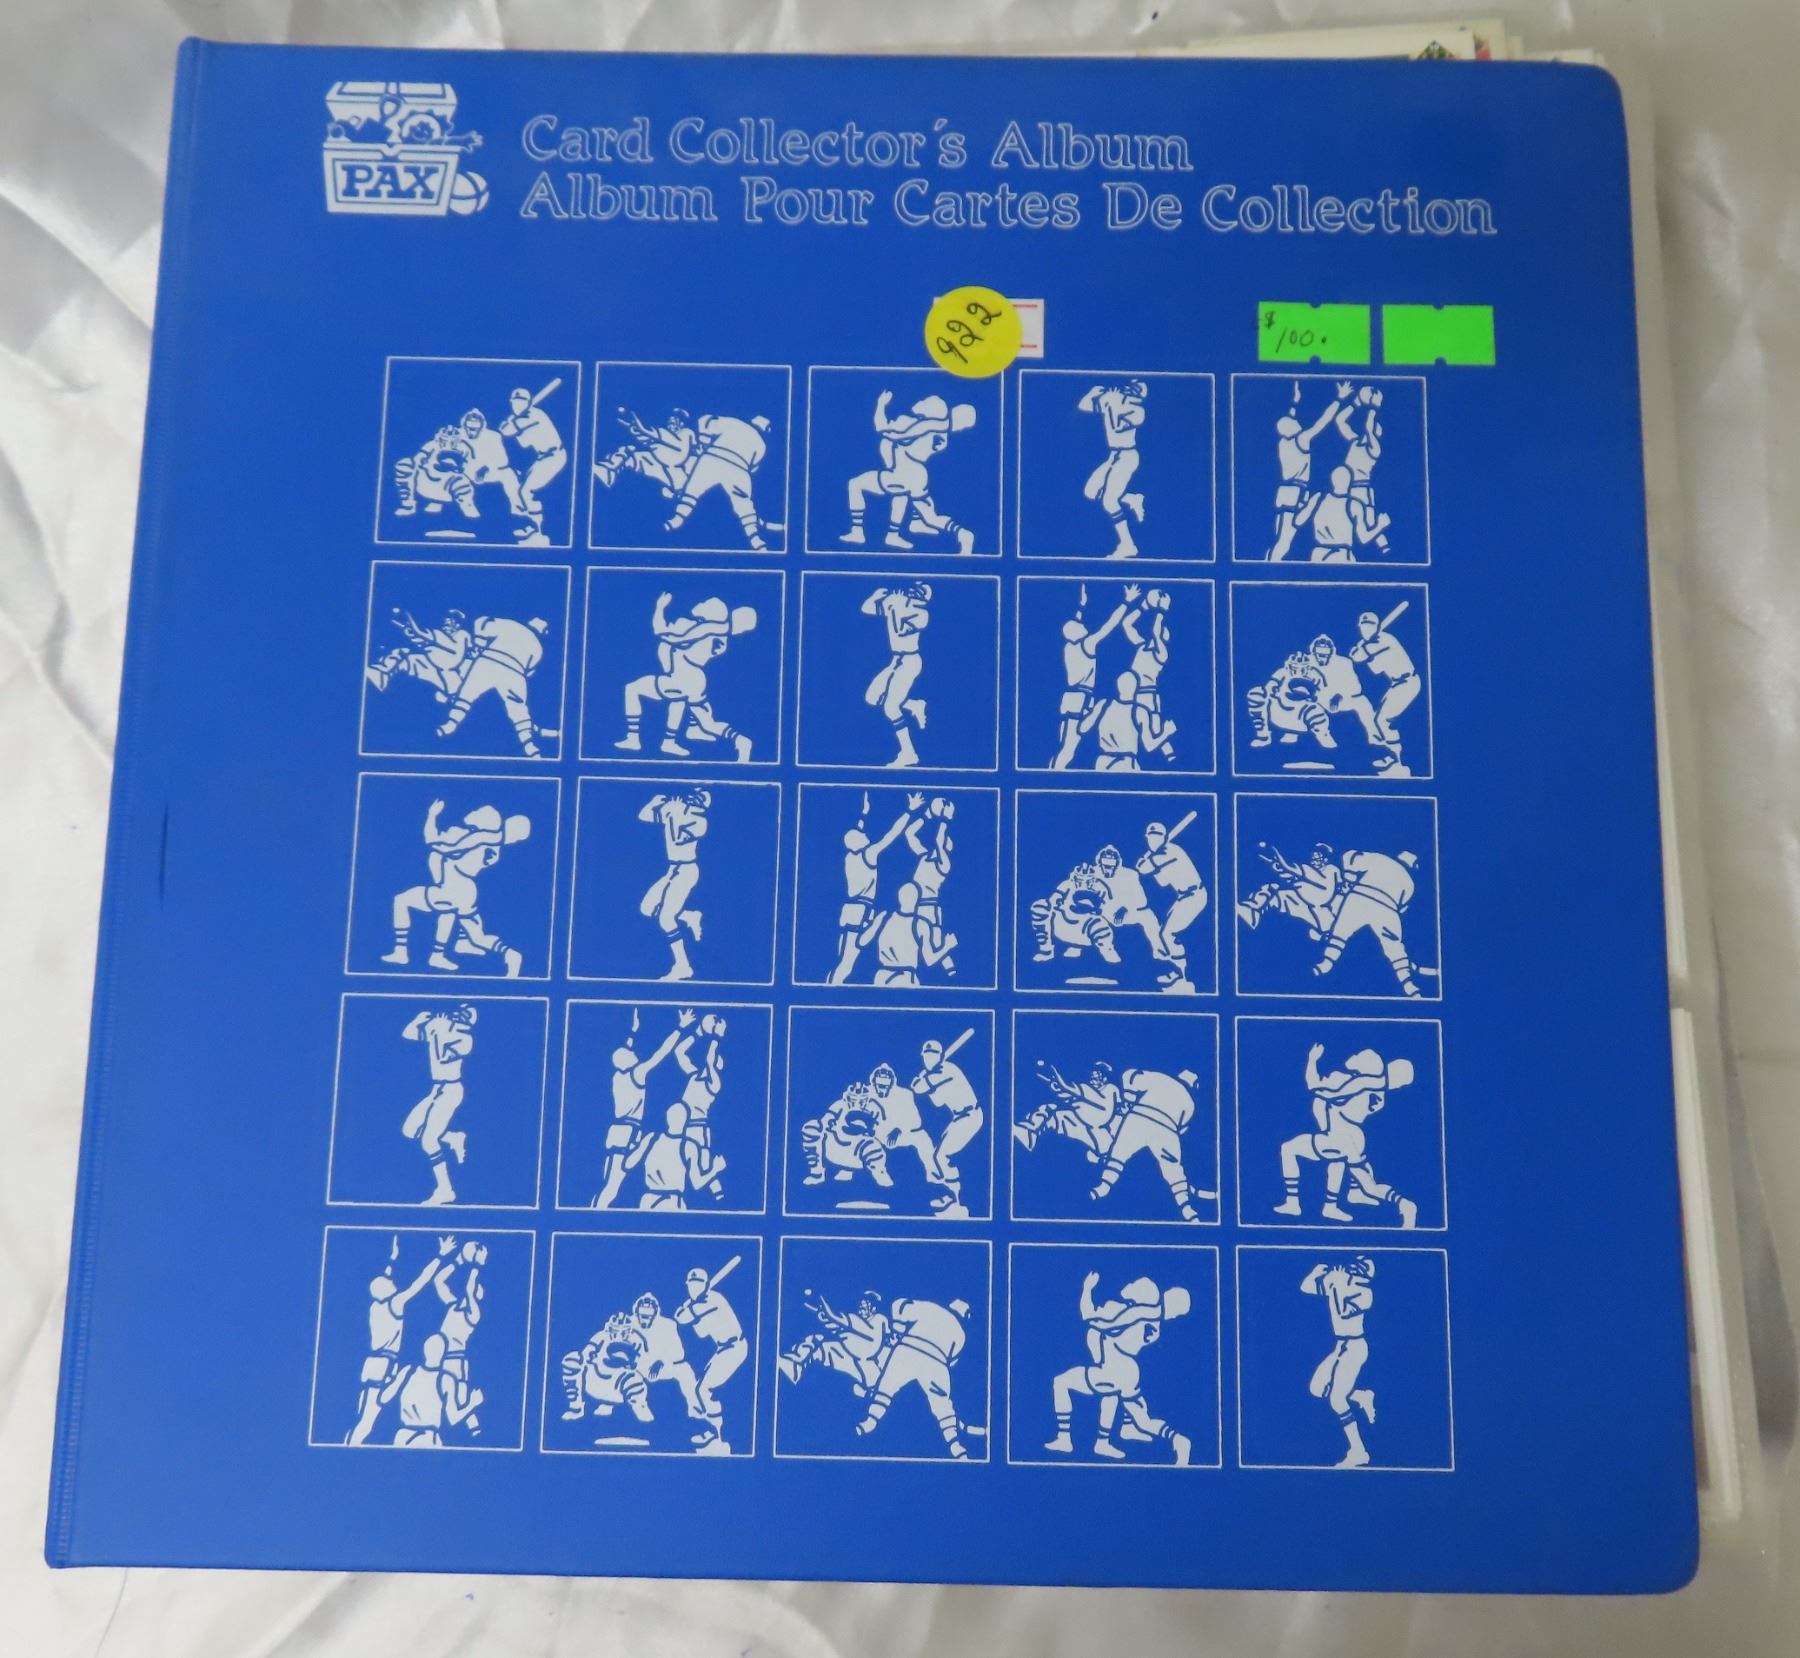 PAX
Card Collector's Album
Album Pour Cartes De Collection
922
$100.